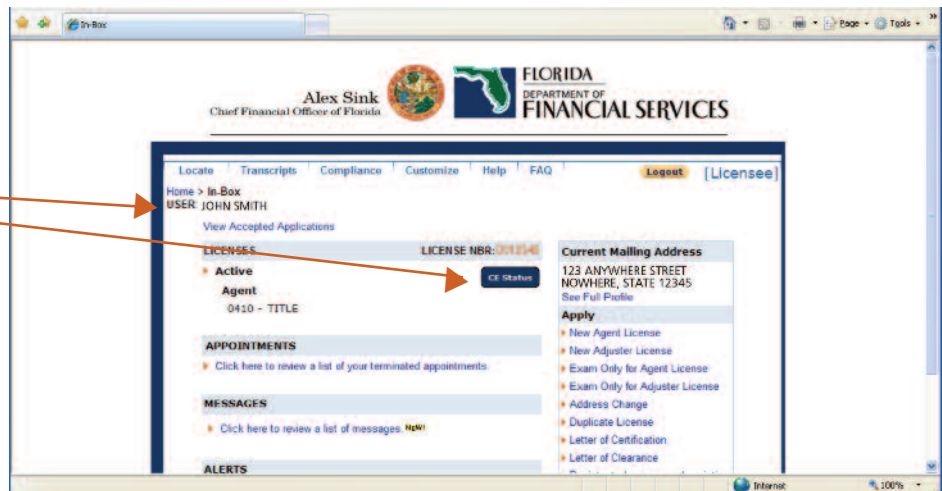 In-Box
Page
Tools
Alex Sink
Chief Financial Officer of Florida
FLORIDA
DEPARTMENT OF
FINANCIAL SERVICES
Locate Transcripts Compliance Customize Help FAQ Logout [Licensee]
Home > In-Box
USER: JOHN SMITH
View Accepted Applications
LICENSES LICENSE NBR:
Active CE Status
Agent
0410 - TITLE
APPOINTMENTS
Click here to review a list of your terminated appointments.
MESSAGES
Click here to review a list of messages. NEW!
ALERTS
Current Mailing Address
123 ANYWHERE STREET
NOWHERE, STATE 12345
See Full Profile
Apply
New Agent License
New Adjuster License
Exam Only for Agent License
Exam Only for Adjuster License
Address Change
Duplicate License
Letter of Certification
Letter of Clearance
Internet 100%